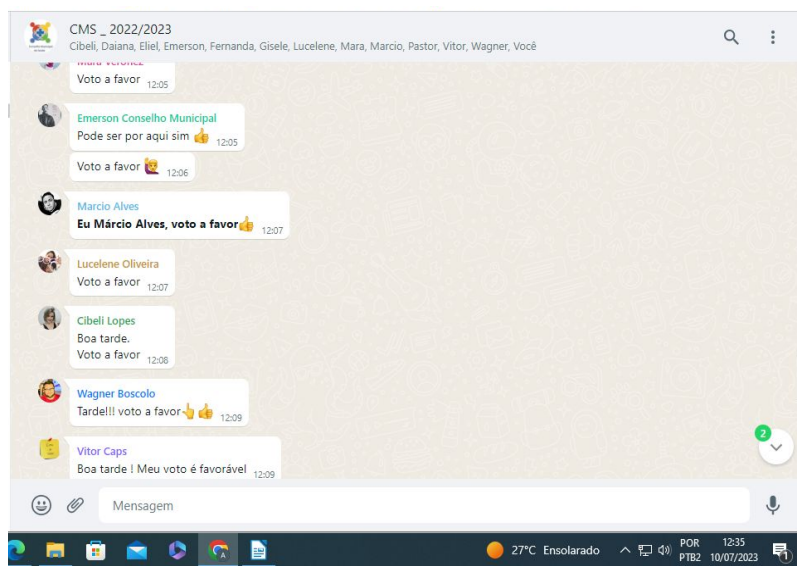 CMS _ 2022/2023
Cibeli, Daiana, Eliel, Emerson, Fernanda, Gisele, Lucelene, Mara, Marcio, Pastor, Vitor, Wagner, Você
Mara Veronez
Voto a favor 12:05
Emerson Conselho Municipal
Pode ser por aqui sim 👍 12:05
Voto a favor 🙋 12:06
Marcio Alves
Eu Márcio Alves, voto a favor👍 12:07
Lucelene Oliveira
Voto a favor 12:07
Cibeli Lopes
Boa tarde.
Voto a favor 12:08
Wagner Boscolo
Tarde!!! voto a favor👆👍 12:09
Vitor Caps
Boa tarde ! Meu voto é favorável 12:09
2
Mensagem
27°C Ensolarado
POR
PTB2
12:35
10/07/2023
1